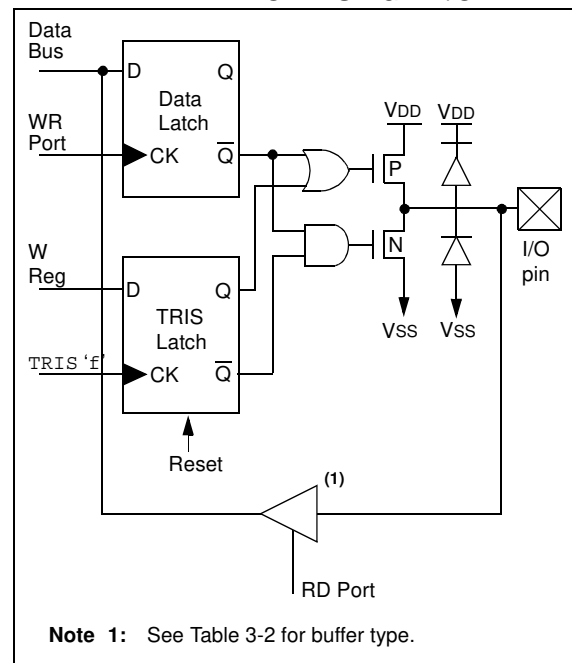 Data
Bus
D
Q
Data
Latch
WR
Port
CK
Q
VDD
VDD
P
N
I/O
pin
W
Reg
D
Q
TRIS
Latch
VSS
VSS
TRIS ‘f’
CK
Q
Reset
(1)
RD Port
Note 1: See Table 3-2 for buffer type.